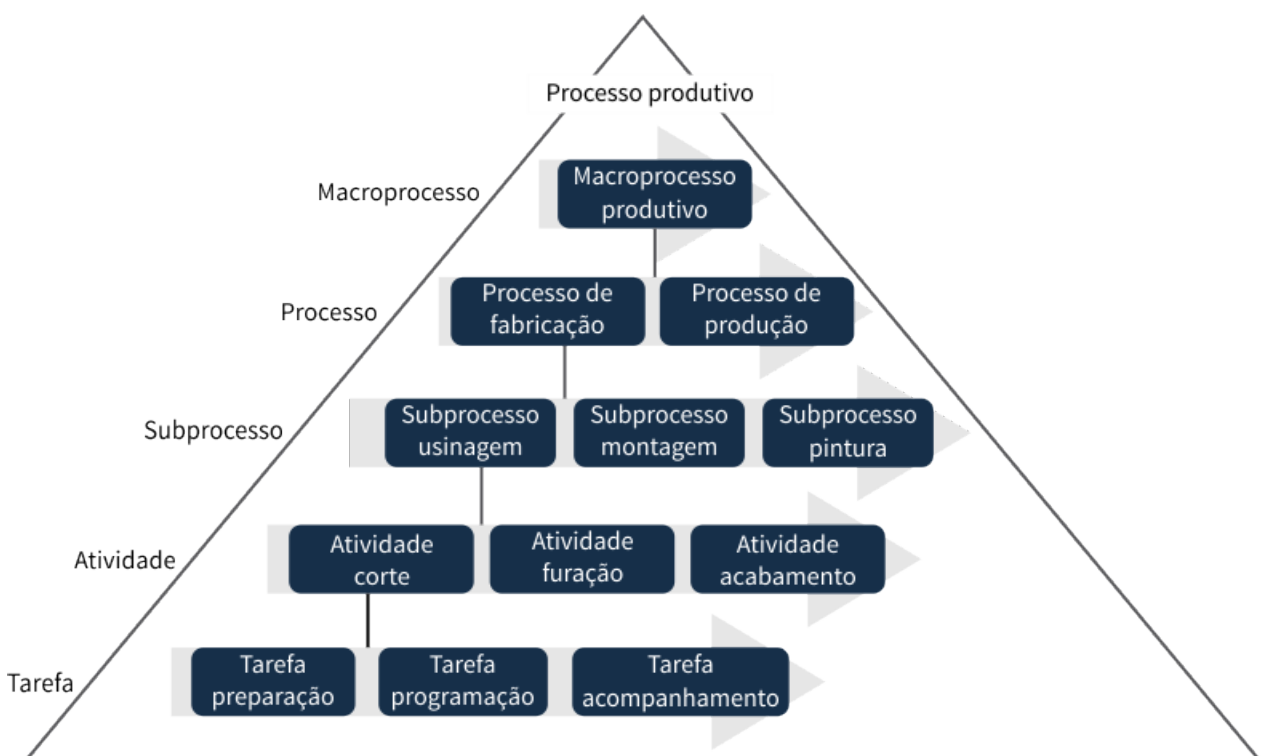 Processo produtivo
Macroprocesso
Macroprocesso
produtivo
Processo
Processo de
fabricação
Processo de
produção
Subprocesso
Subprocesso
usinagem
Subprocesso
montagem
Subprocesso
pintura
Atividade
Atividade
corte
Atividade
furação
Atividade
acabamento
Tarefa
Tarefa
preparação
Tarefa
programação
Tarefa
acompanhamento